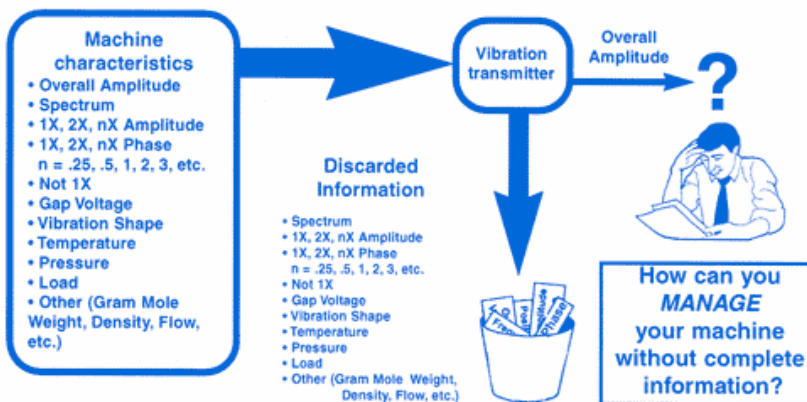 Machine
characteristics
• Overall Amplitude
• Spectrum
• 1X, 2X, nX Amplitude
• 1X, 2X, nX Phase
n = .25, .5, 1, 2, 3, etc.
• Not 1X
• Gap Voltage
• Vibration Shape
• Temperature
• Pressure
• Load
• Other (Gram Mole
Weight, Density, Flow,
etc.)
Vibration
transmitter
Overall
Amplitude
?
Discarded
Information
• Spectrum
• 1X, 2X, nX Amplitude
• 1X, 2X, nX Phase
n = .25, .5, 1, 2, 3, etc.
• Not 1X
• Gap Voltage
• Vibration Shape
• Temperature
• Pressure
• Load
• Other (Gram Mole Weight,
Density, Flow, etc.)
Phase
How can you
MANAGE
your machine
without complete
information?